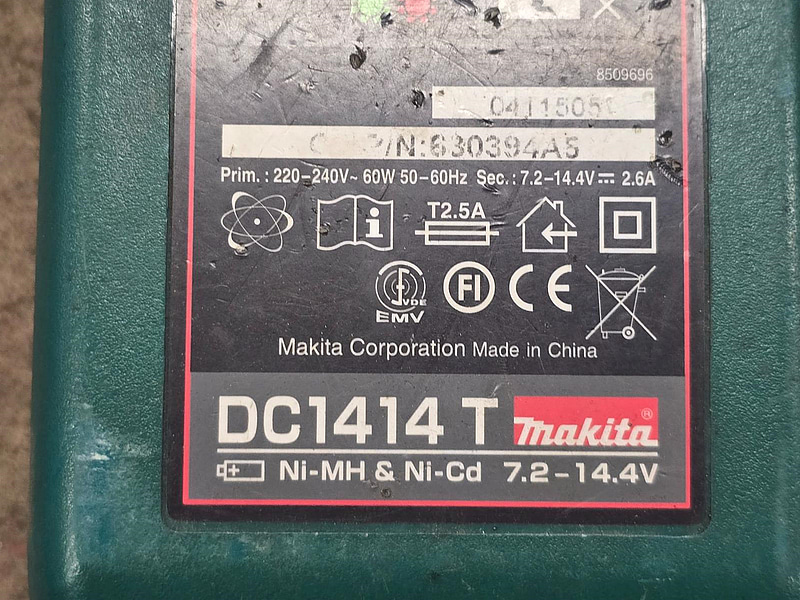 8509696
P/N:630394A5
Prim. : 220-240V~ 60W 50-60Hz Sec. : 7.2-14.4V⎓ 2.6A
T2.5A
VDE
EMV
FI
CE
Makita Corporation Made in China
DC1414 T makita®
Ni-MH & Ni-Cd 7.2-14.4V